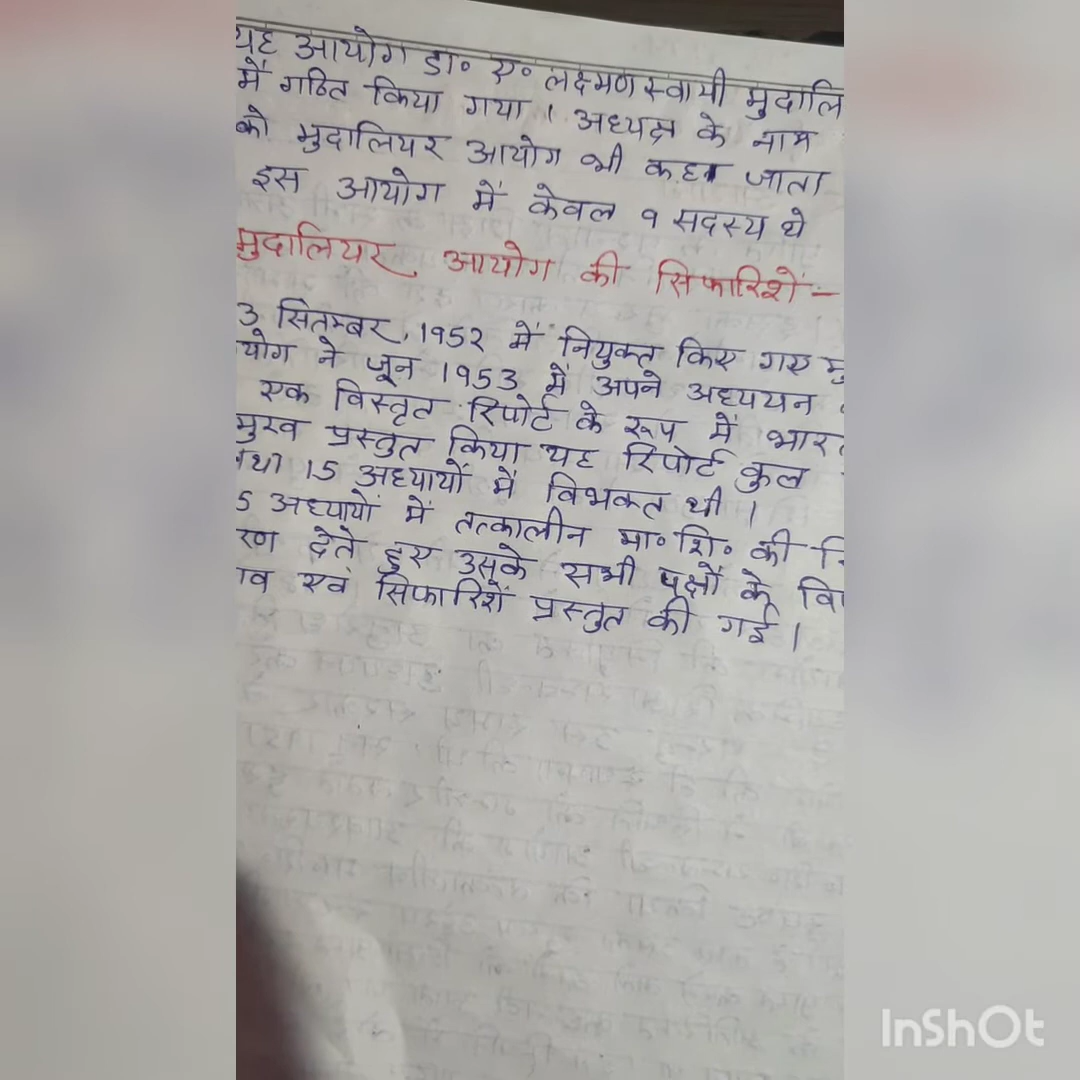 यह आयोग डा० ए० लक्ष्मण स्वामी मुदालि
में गठित किया गया । अध्यक्ष के नाम
को मुदालियर आयोग भी कहा जाता
इस आयोग में केवल 9 सदस्य थे
मुदालियर आयोग की सिफारिशें -
3 सितम्बर, 1952 में नियुक्त किए गए मु
योग ने जून 1953 में अपने अध्ययन
एक विस्तृत रिपोर्ट के रूप में भार
मुख प्रस्तुत किया यह रिपोर्ट कुल
तथा 15 अध्यायों में विभक्त थी ।
5 अध्यायों में तत्कालीन मा० शि० की
रण देते हुए उसके सभी पक्षों के वि
ाव एवं सिफारिशें प्रस्तुत की गई ।
InShOt